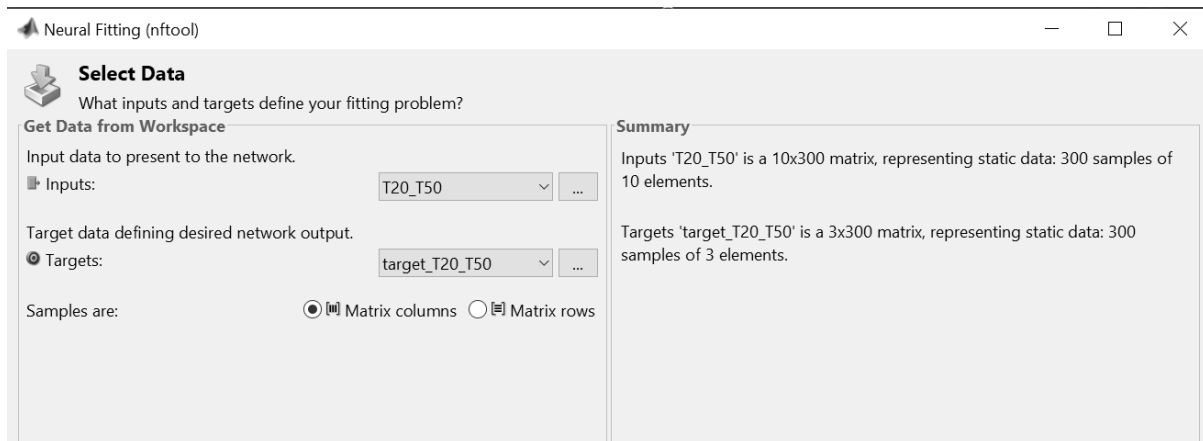 Neural Fitting (nftool)
Select Data
What inputs and targets define your fitting problem?
Get Data from Workspace
Input data to present to the network.
Inputs:
T20_T50
...
Target data defining desired network output.
Targets:
target_T20_T50
...
Samples are:
Matrix columns
Matrix rows
Summary
Inputs 'T20_T50' is a 10x300 matrix, representing static data: 300 samples of
10 elements.
Targets 'target_T20_T50' is a 3x300 matrix, representing static data: 300
samples of 3 elements.